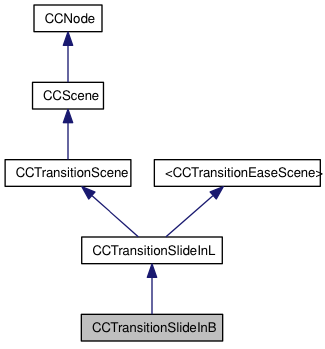 CCNode
CCScene
CCTransitionScene
<CCTransitionEaseScene>
CCTransitionSlideInL
CCTransitionSlideInB